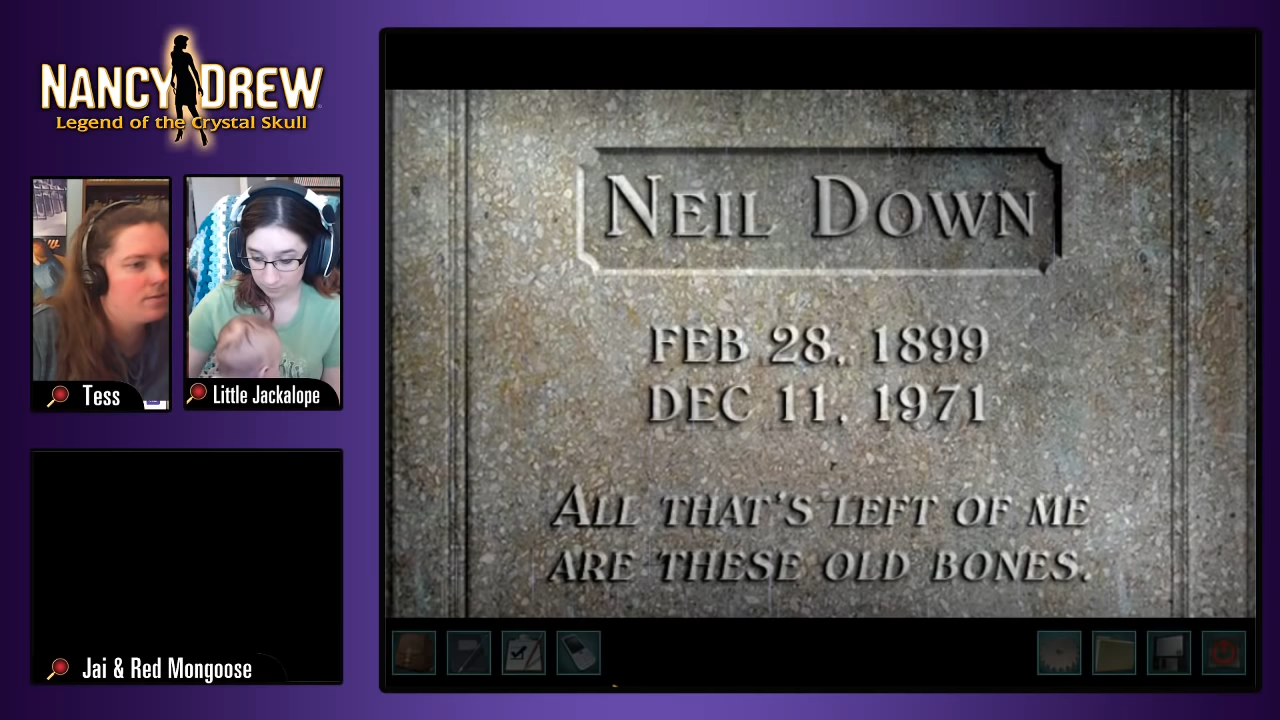 NANCY DREW
Legend of the Crystal Skull
Tess
Little Jackalope
Jai & Red Mongoose
NEIL DOWN
FEB 28, 1899
DEC 11, 1971
ALL THAT'S LEFT OF ME
ARE THESE OLD BONES.